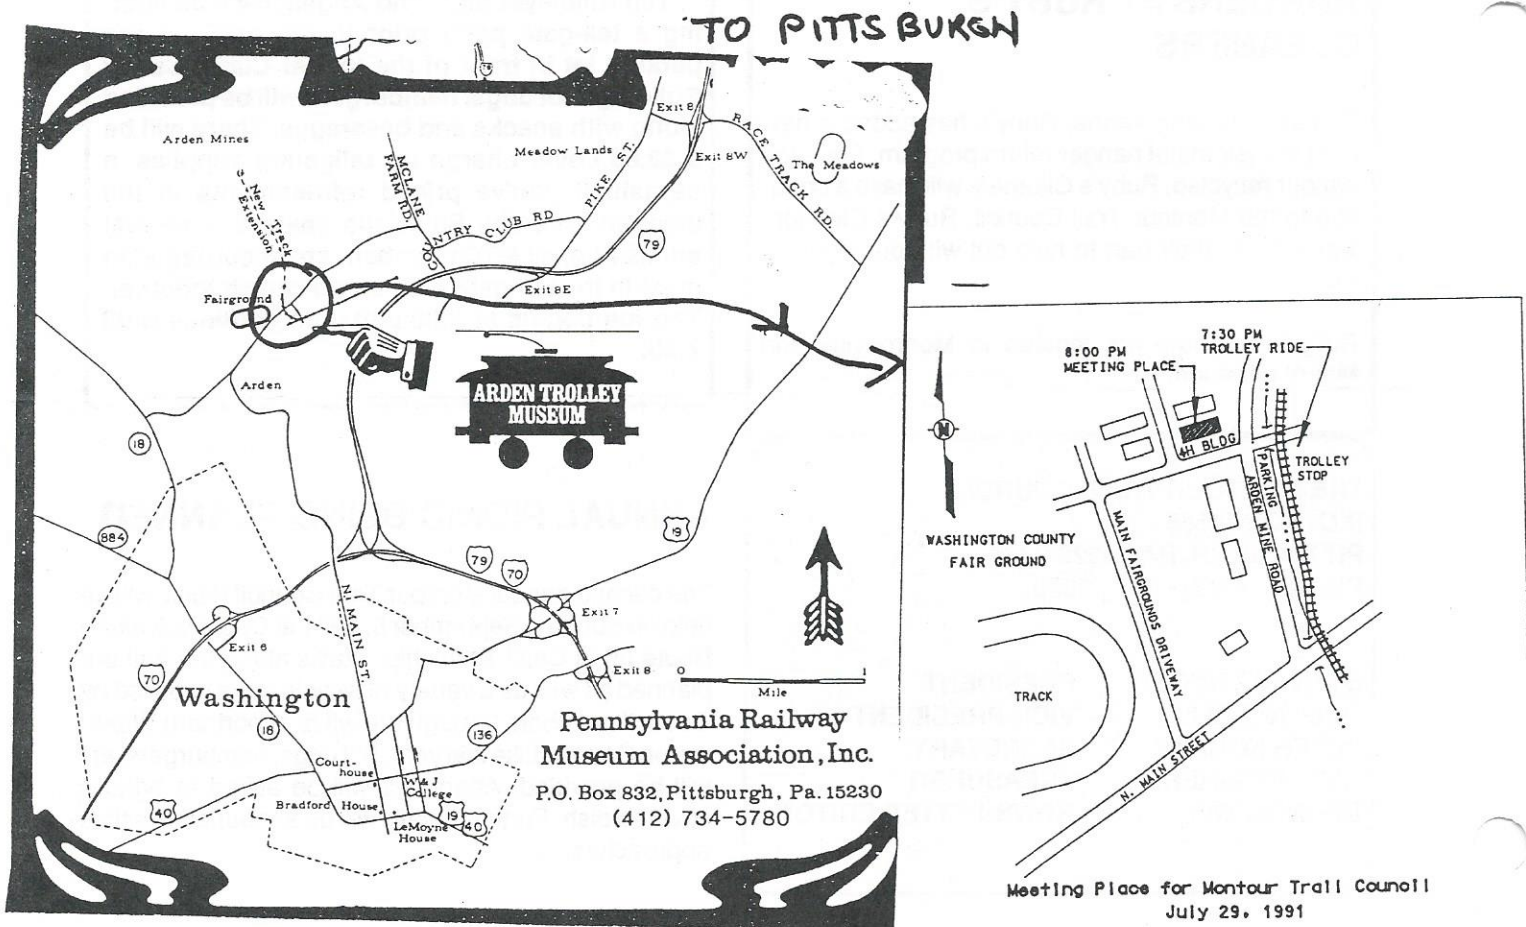 TO PITTSBURGH
Arden Mines
New Track
Extension
McLANE
FARM RD.
Meadow Lands
COUNTRY CLUB RD
PIKE ST.
Exit 8
Exit 8W
RACE TRACK RD.
The Meadows
79
Exit 8E
Fairground
Arden
ARDEN TROLLEY
MUSEUM
18
884
19
79
70
Exit 7
N. MAIN ST.
Exit 6
70
Washington
Exit 8
0 1
Mile
18
136
Court-
house
Bradford House
W & J
College
LeMoyne
House
19
40
40
Pennsylvania Railway
Museum Association, Inc.
P.O. Box 832, Pittsburgh, Pa. 15230
(412) 734-5780
7:30 PM
TROLLEY RIDE
8:00 PM
MEETING PLACE
N
4H BLDG
TROLLEY
STOP
PARKING
ARDEN MINE ROAD
WASHINGTON COUNTY
FAIR GROUND
MAIN FAIRGROUNDS DRIVEWAY
TRACK
N. MAIN STREET
Meeting Place for Montour Trail Council
July 29, 1991